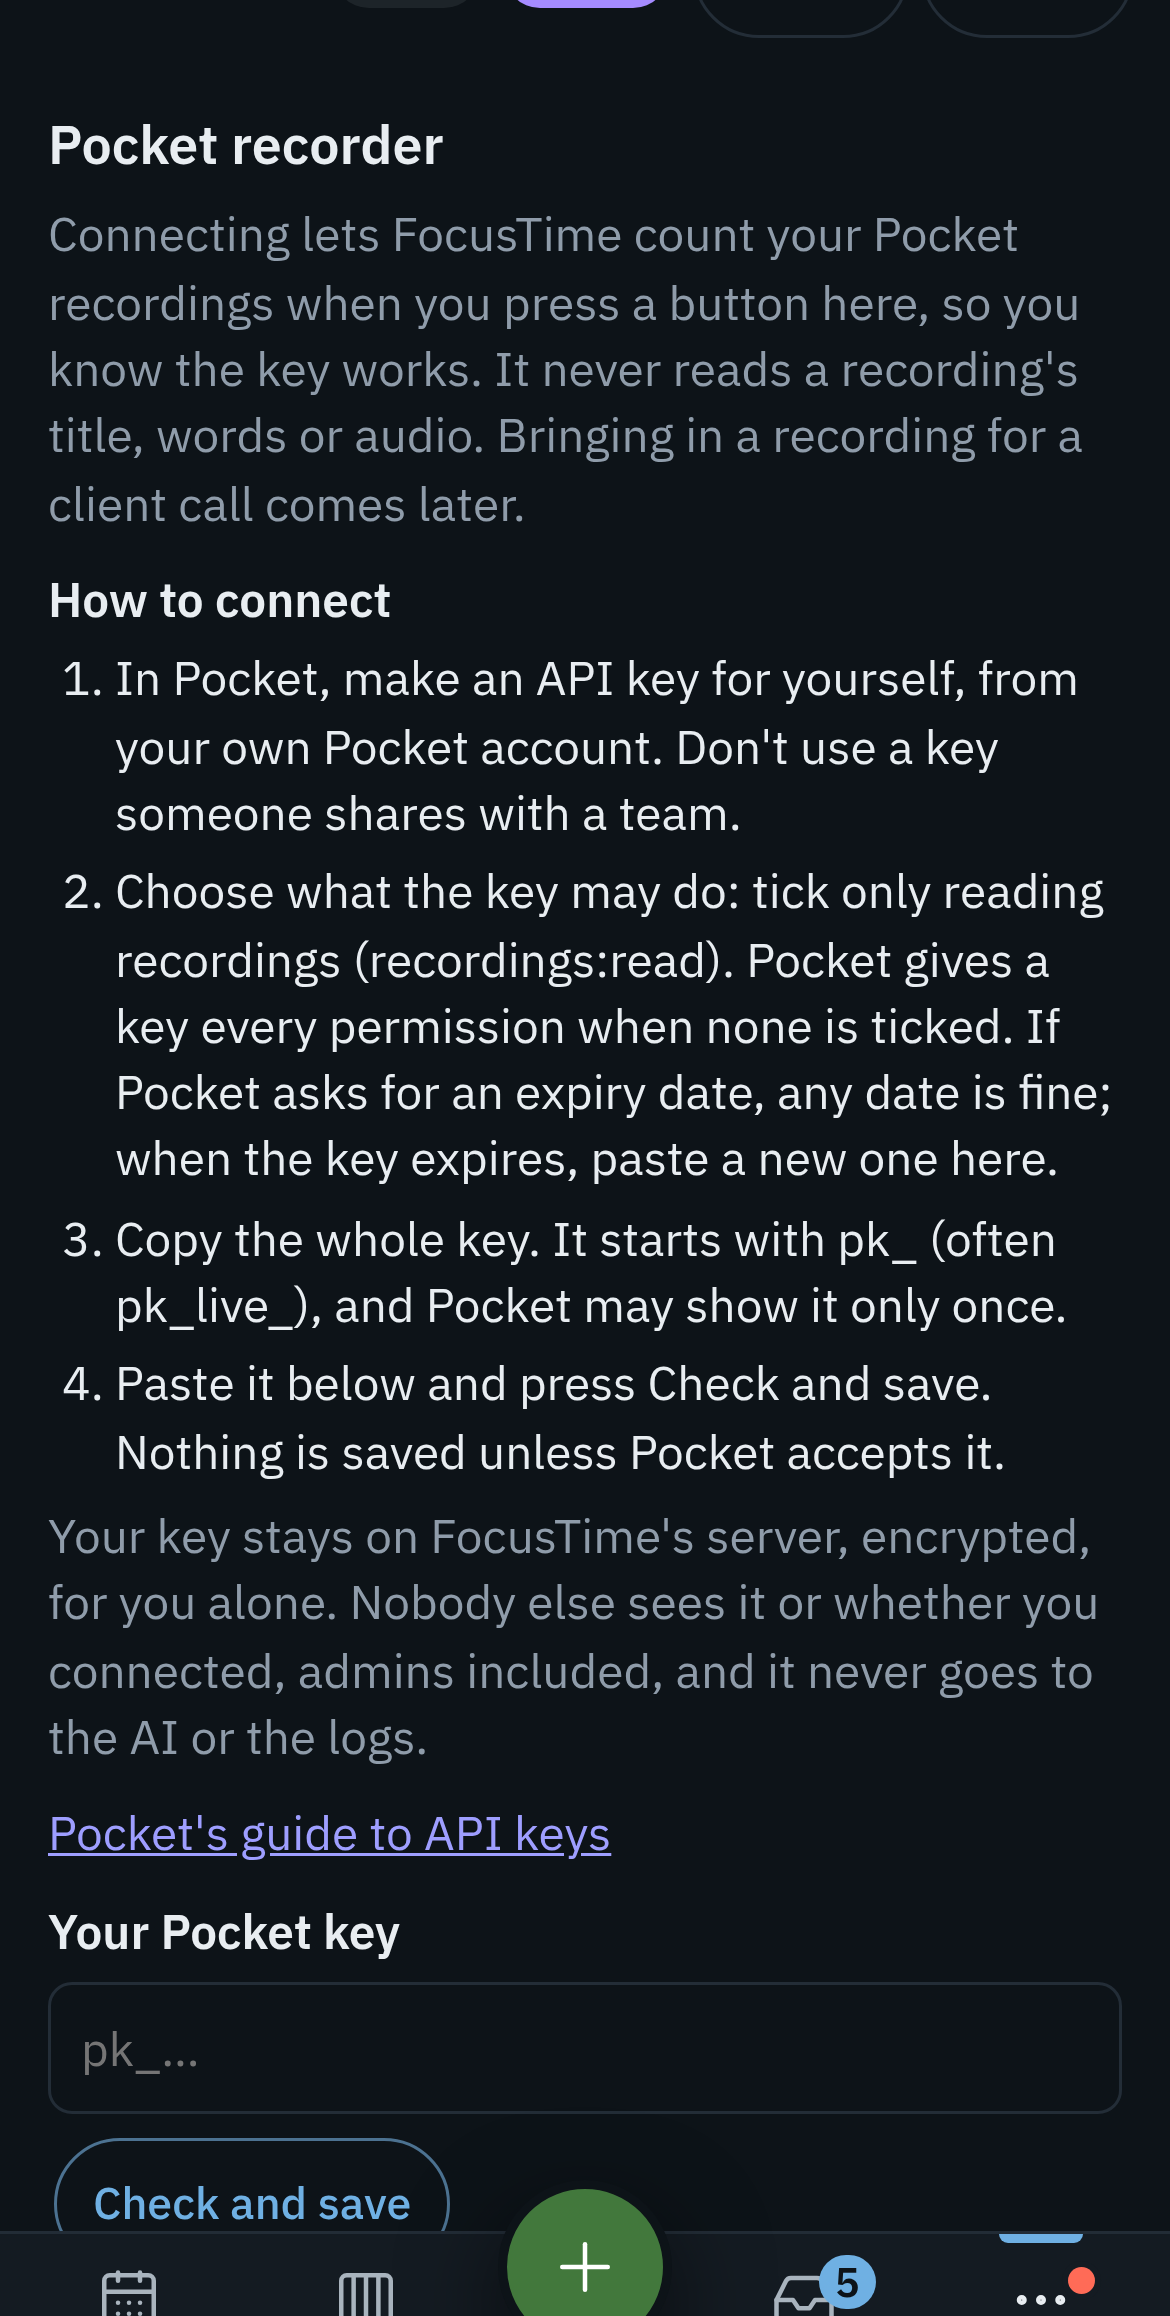 Pocket recorder
Connecting lets FocusTime count your Pocket
recordings when you press a button here, so you
know the key works. It never reads a recording's
title, words or audio. Bringing in a recording for a
client call comes later.
How to connect
1. In Pocket, make an API key for yourself, from
your own Pocket account. Don't use a key
someone shares with a team.
2. Choose what the key may do: tick only reading
recordings (recordings:read). Pocket gives a
key every permission when none is ticked. If
Pocket asks for an expiry date, any date is fine;
when the key expires, paste a new one here.
3. Copy the whole key. It starts with pk_ (often
pk_live_), and Pocket may show it only once.
4. Paste it below and press Check and save.
Nothing is saved unless Pocket accepts it.
Your key stays on FocusTime's server, encrypted,
for you alone. Nobody else sees it or whether you
connected, admins included, and it never goes to
the AI or the logs.
Pocket's guide to API keys
Your Pocket key
pk_...
Check and save
5